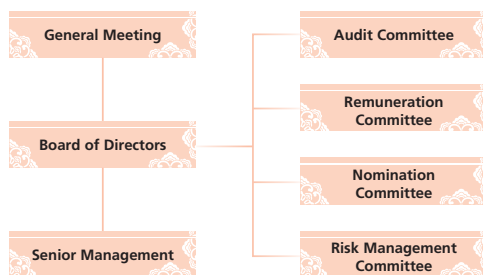 General Meeting
Board of Directors
Senior Management
Audit Committee
Remuneration
Committee
Nomination
Committee
Risk Management
Committee